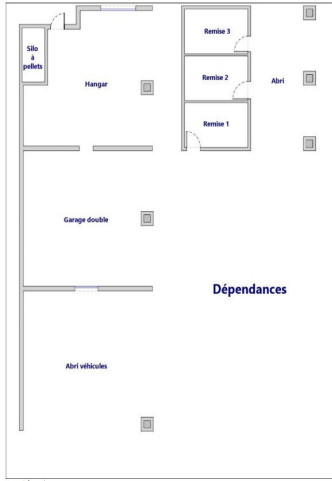 Remise 3
Silo
à
pellets
Remise 2
Hangar
Abri
Remise 1
Garage double
Dépendances
Abri véhicules